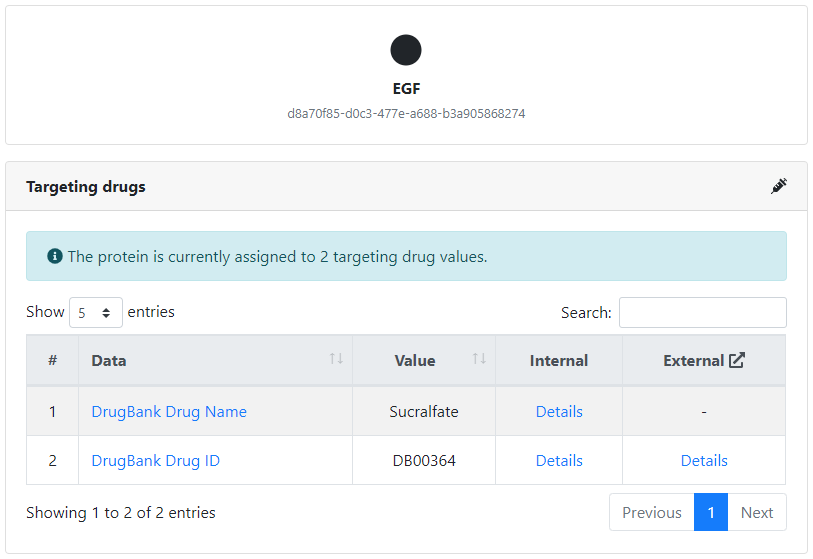 EGF
d8a70f85-d0c3-477e-a688-b3a905868274
Targeting drugs
The protein is currently assigned to 2 targeting drug values.
Show 5 entries Search:
# Data Value Internal External
1 DrugBank Drug Name Sucralfate Details -
2 DrugBank Drug ID DB00364 Details Details
Showing 1 to 2 of 2 entries Previous 1 Next